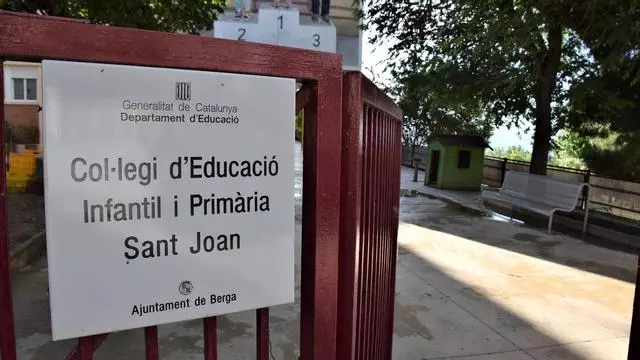 2 1 3
Generalitat de Catalunya
Departament d'Educació
Col·legi d'Educació
Infantil i Primària
Sant Joan
Ajuntament de Berga